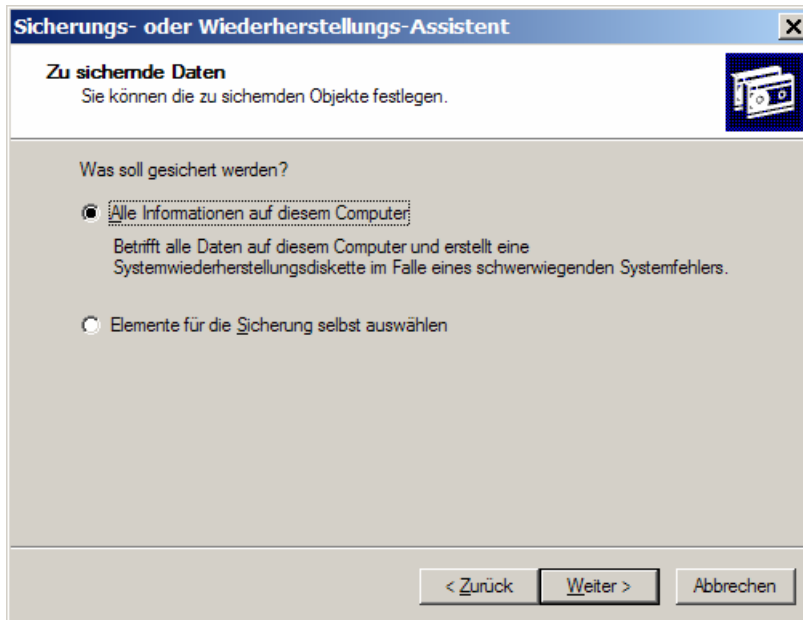 Sicherungs- oder Wiederherstellungs-Assistent
Zu sichernde Daten
Sie können die zu sichernden Objekte festlegen.
Was soll gesichert werden?
Alle Informationen auf diesem Computer
Betrifft alle Daten auf diesem Computer und erstellt eine
Systemwiederherstellungsdiskette im Falle eines schwerwiegenden Systemfehlers.
Elemente für die Sicherung selbst auswählen
< Zurück Weiter > Abbrechen